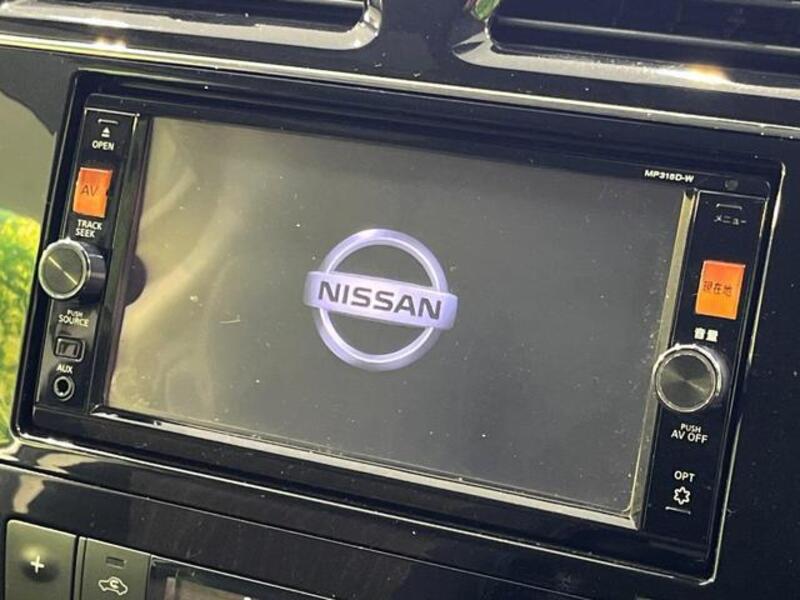 OPEN
AV
TRACK
SEEK
PUSH
SOURCE
AUX
NISSAN
MP318D-W
メニュー
現在地
音量
PUSH
AV OFF
OPT
+